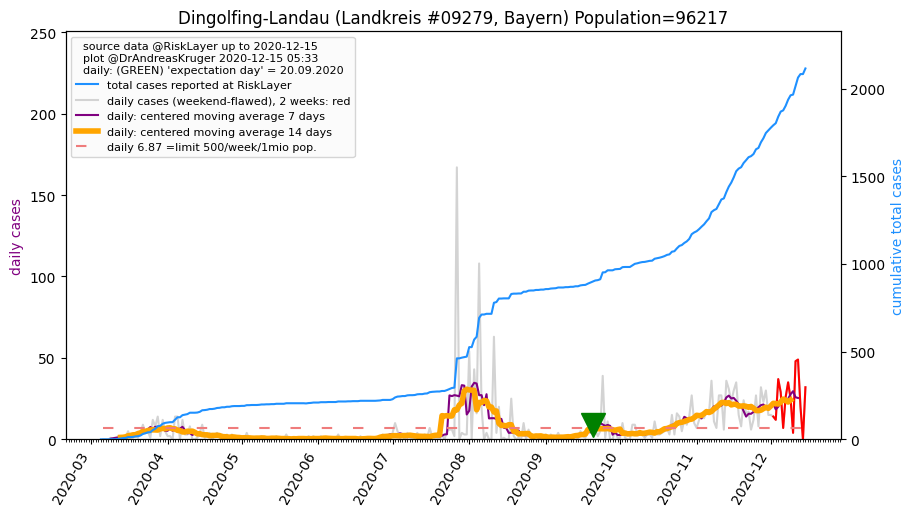 Dingolfing-Landau (Landkreis #09279, Bayern) Population=96217
source data @RiskLayer up to 2020-12-15
plot @DrAndreasKruger 2020-12-15 05:33
daily: (GREEN) 'expectation day' = 20.09.2020
total cases reported at RiskLayer
daily cases (weekend-flawed), 2 weeks: red
daily: centered moving average 7 days
daily: centered moving average 14 days
daily 6.87 =limit 500/week/1mio pop.
daily cases
250
200
150
100
50
0
cumulative total cases
2000
1500
1000
500
0
2020-03
2020-04
2020-05
2020-06
2020-07
2020-08
2020-09
2020-10
2020-11
2020-12